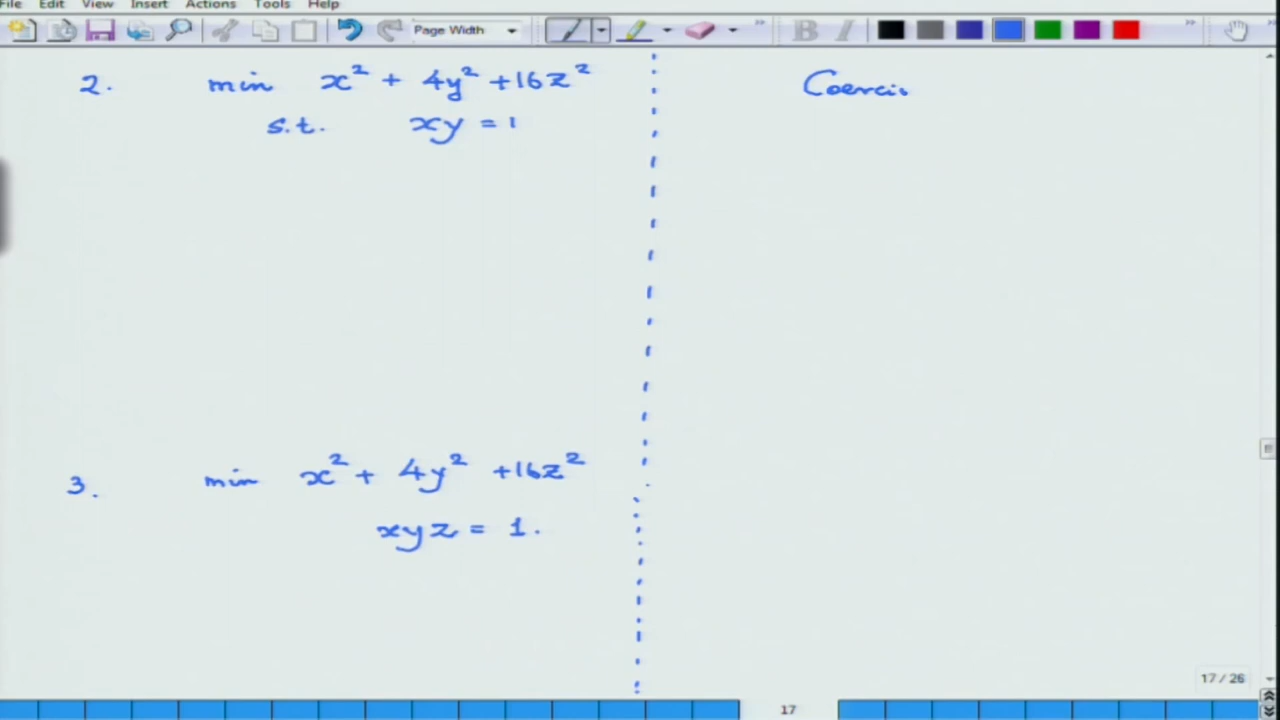 File Edit View Insert Actions Tools Help
Page Width B I
2. min x² + 4y² + 16z²
s.t. xy = 1
Coerci
3. min x² + 4y² + 16z²
xyz = 1.
17 / 26
17